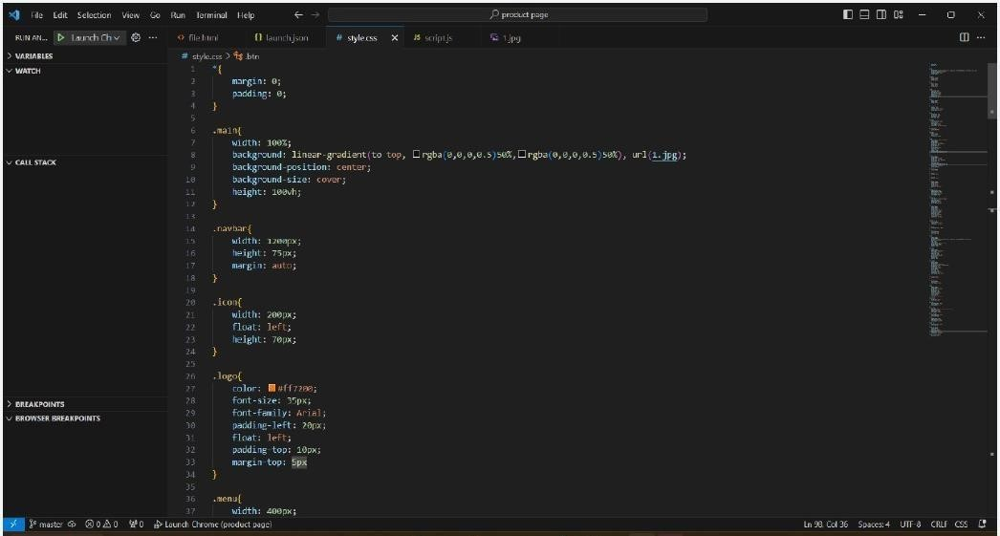 File Edit Selection View Go Run Terminal Help
product page
RUN AN... Launch Ch
file.html
launch.json
style.css
script.js
1.jpg
VARIABLES
WATCH
CALL STACK
BREAKPOINTS
BROWSER BREAKPOINTS
# style.css > .btn
1 *{
2 margin: 0;
3 padding: 0;
4 }
5
6 .main{
7 width: 100%;
8 background: linear-gradient(to top, rgba(0,0,0,0.5)50%,rgba(0,0,0,0.5)50%), url(1.jpg);
9 background-position: center;
10 background-size: cover;
11 height: 100vh;
12 }
13
14 .navbar{
15 width: 1200px;
16 height: 75px;
17 margin: auto;
18 }
19
20 .icon{
21 width: 200px;
22 float: left;
23 height: 70px;
24 }
25
26 .logo{
27 color: #ff7200;
28 font-size: 35px;
29 font-family: Arial;
30 padding-left: 20px;
31 float: left;
32 padding-top: 10px;
33 margin-top: 5px
34 }
35
36 .menu{
37 width: 400px;
master 0 0 0 Launch Chrome (product page)
Ln 98, Col 36 Spaces: 4 UTF-8 CRLF CSS